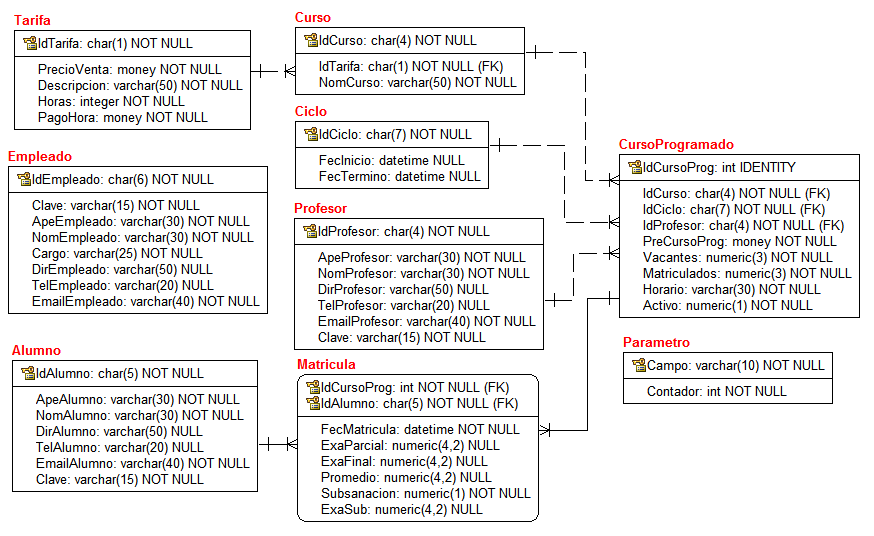 Tarifa
IdTarifa: char(1) NOT NULL
PrecioVenta: money NOT NULL
Descripcion: varchar(50) NOT NULL
Horas: integer NOT NULL
PagoHora: money NOT NULL
Curso
IdCurso: char(4) NOT NULL
IdTarifa: char(1) NOT NULL (FK)
NomCurso: varchar(50) NOT NULL
Ciclo
IdCiclo: char(7) NOT NULL
FecInicio: datetime NULL
FecTermino: datetime NULL
CursoProgramado
IdCursoProg: int IDENTITY
IdCurso: char(4) NOT NULL (FK)
IdCiclo: char(7) NOT NULL (FK)
IdProfesor: char(4) NOT NULL (FK)
PreCursoProg: money NOT NULL
Vacantes: numeric(3) NOT NULL
Matriculados: numeric(3) NOT NULL
Horario: varchar(30) NOT NULL
Activo: numeric(1) NOT NULL
Empleado
IdEmpleado: char(6) NOT NULL
Clave: varchar(15) NOT NULL
ApeEmpleado: varchar(30) NOT NULL
NomEmpleado: varchar(30) NOT NULL
Cargo: varchar(25) NOT NULL
DirEmpleado: varchar(50) NULL
TelEmpleado: varchar(20) NULL
EmailEmpleado: varchar(40) NOT NULL
Profesor
IdProfesor: char(4) NOT NULL
ApeProfesor: varchar(30) NOT NULL
NomProfesor: varchar(30) NOT NULL
DirProfesor: varchar(50) NULL
TelProfesor: varchar(20) NULL
EmailProfesor: varchar(40) NOT NULL
Clave: varchar(15) NOT NULL
Alumno
IdAlumno: char(5) NOT NULL
ApeAlumno: varchar(30) NOT NULL
NomAlumno: varchar(30) NOT NULL
DirAlumno: varchar(50) NULL
TelAlumno: varchar(20) NULL
EmailAlumno: varchar(40) NOT NULL
Clave: varchar(15) NOT NULL
Matricula
IdCursoProg: int NOT NULL (FK)
IdAlumno: char(5) NOT NULL (FK)
FecMatricula: datetime NOT NULL
ExaParcial: numeric(4,2) NULL
ExaFinal: numeric(4,2) NULL
Promedio: numeric(4,2) NULL
Subsanacion: numeric(1) NOT NULL
ExaSub: numeric(4,2) NULL
Parametro
Campo: varchar(10) NOT NULL
Contador: int NOT NULL